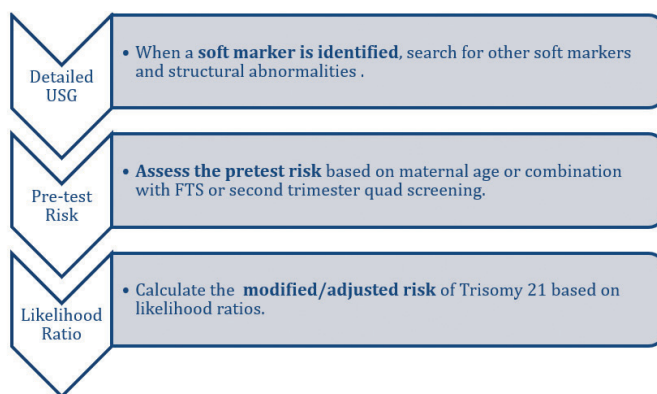 Detailed
USG
• When a soft marker is identified, search for other soft markers
and structural abnormalities .
Pre-test
Risk
• Assess the pretest risk based on maternal age or combination
with FTS or second trimester quad screening.
Likelihood
Ratio
• Calculate the modified/adjusted risk of Trisomy 21 based on
likelihood ratios.